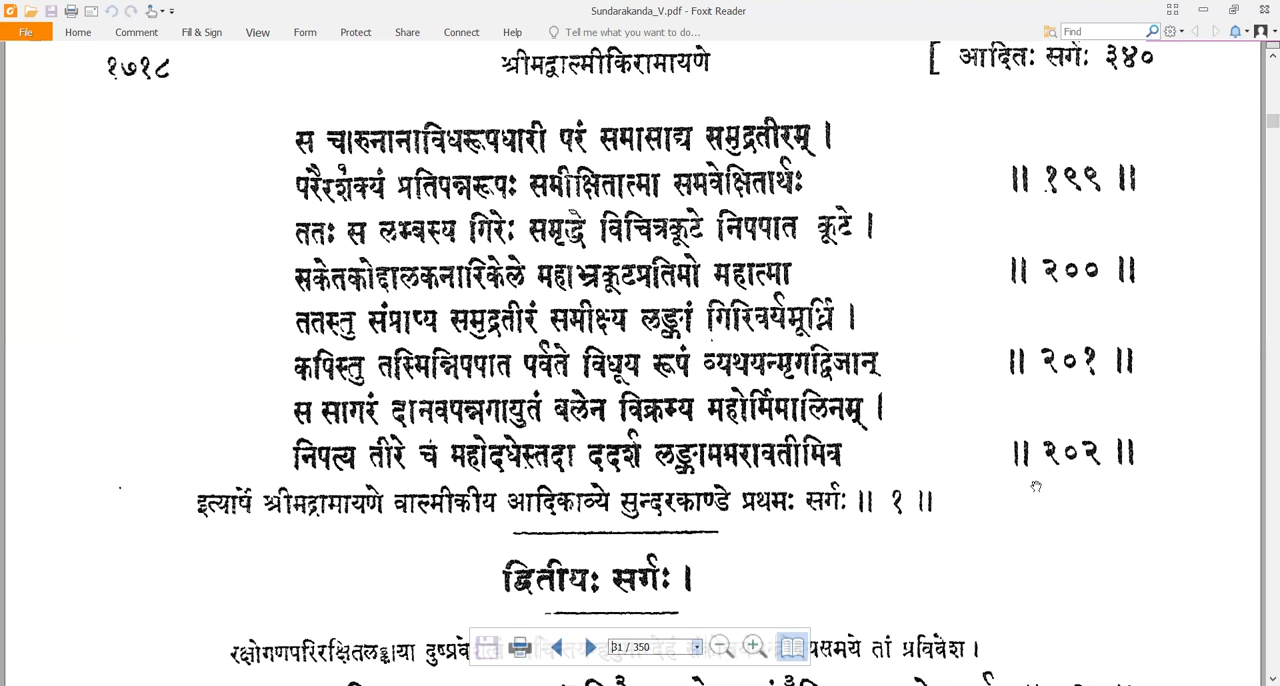 Sundarakanda_V.pdf - Foxit Reader
File Home Comment Fill & Sign View Form Protect Share Connect Help Tell me what you want to do... Find
१७१८ श्रीमद्वाल्मीकिरामायणे [ आदितः सर्गः ३४०
स चारुनानाविधरूपधारी परं समासाद्य समुद्रतीरम् ।
परैरशक्यं प्रतिपन्नरूपः समीक्षितात्मा समवेक्षितार्थः ॥ १९९ ॥
ततः स लम्बस्य गिरेः समृद्धे विचित्रकूटे निपपात कूटे ।
सकेतकोद्दालकनारिकेले महाभ्रकूटप्रतिमो महात्मा ॥ २०० ॥
ततस्तु संप्राप्य समुद्रतीरं समीक्ष्य लङ्कां गिरिवर्यमूर्ध्नि ।
कपिस्तु तस्मिन्निपपात पर्वते विधूय रूपं व्यथयन्मृगद्विजान् ॥ २०१ ॥
स सागरं दानवपन्नगायुतं बलेन विक्रम्य महोर्मिमालिनम् ।
निपत्य तीरे च महोदधेस्तदा ददर्श लङ्काममरावतीमिव ॥ २०२ ॥
इत्यार्षे श्रीमद्रामायणे वाल्मीकीय आदिकाव्ये सुन्दरकाण्डे प्रथमः सर्गः ॥ १ ॥
द्वितीयः सर्गः ।
रक्षोगणपरिरक्षितलङ्काया तां प्रविवेश ।
31 / 350